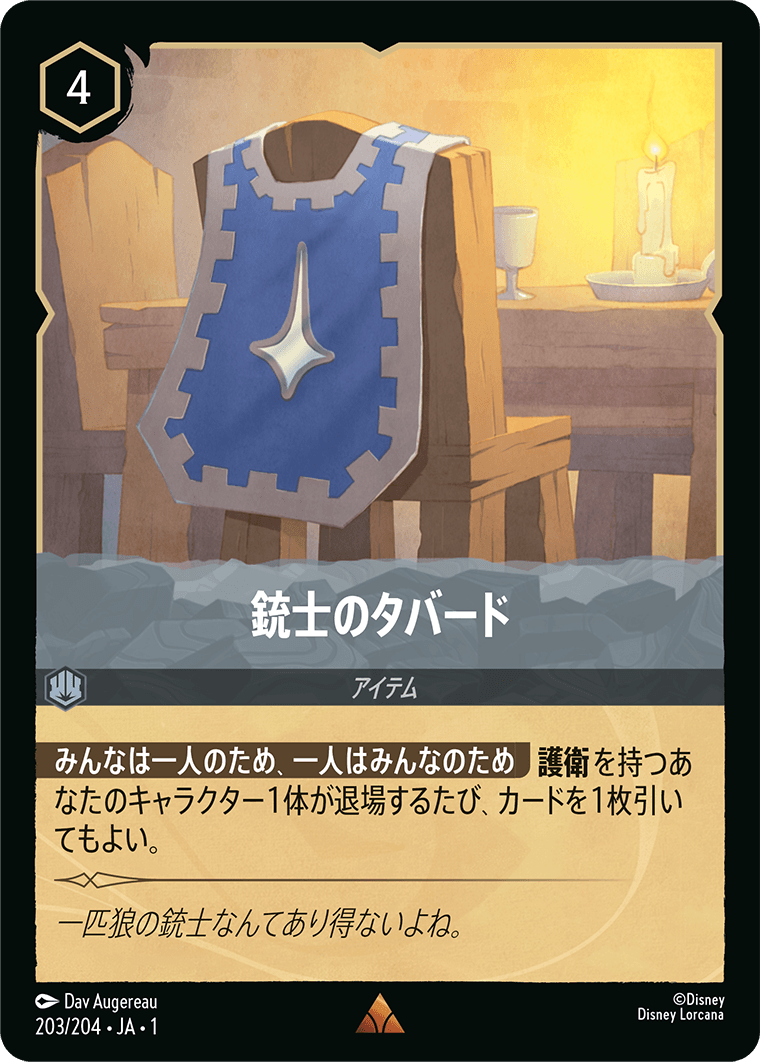 4
銃士のタバード
アイテム
みんなは一人のため、一人はみんなのため 護衛を持つあ
なたのキャラクター1体が退場するたび、カードを1枚引い
てもよい。
一匹狼の銃士なんてあり得ないよね。
Dav Augereau
203/204 • JA • 1
©Disney
Disney Lorcana